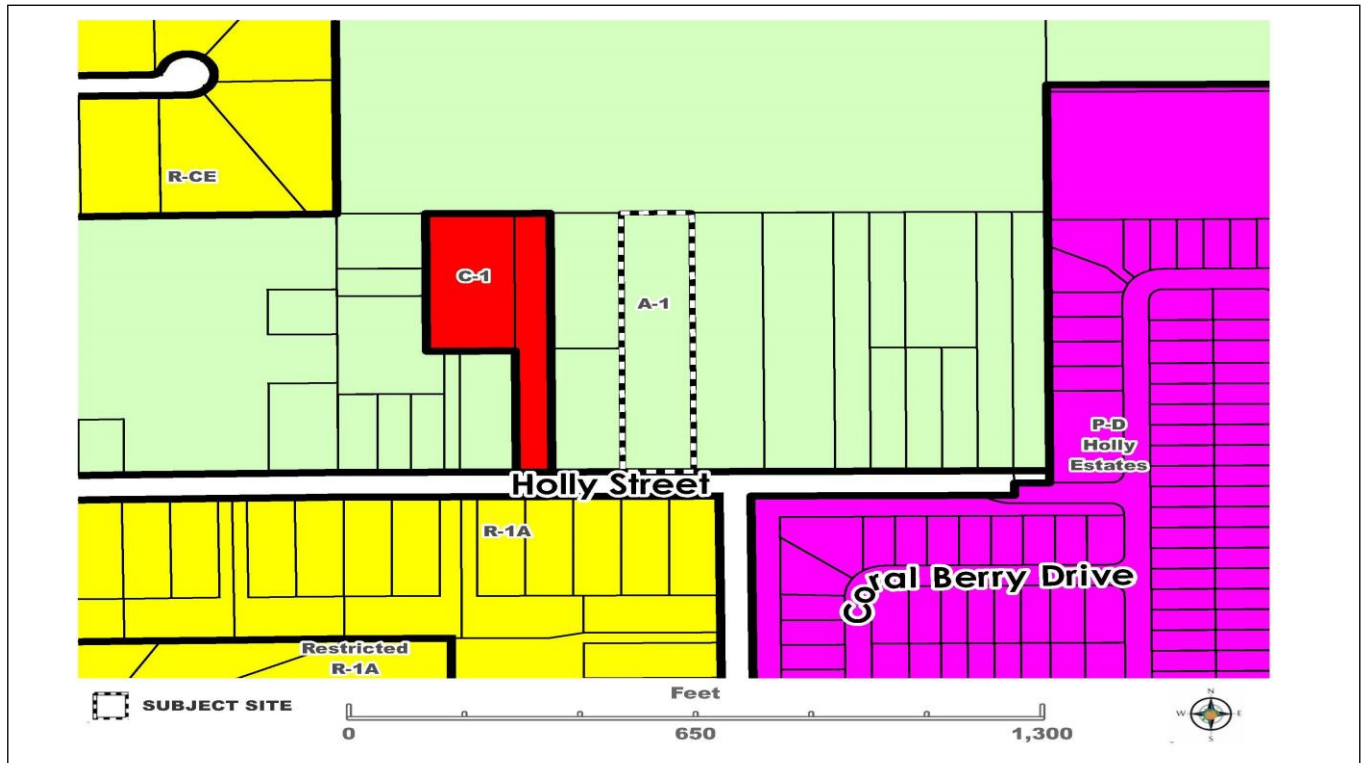 R-CE
C-1
A-1
P-D
Holly
Estates
Holly Street
R-1A
Coral Berry Drive
Restricted
R-1A
SUBJECT SITE
Feet
0
650
1,300
N
W
E
S